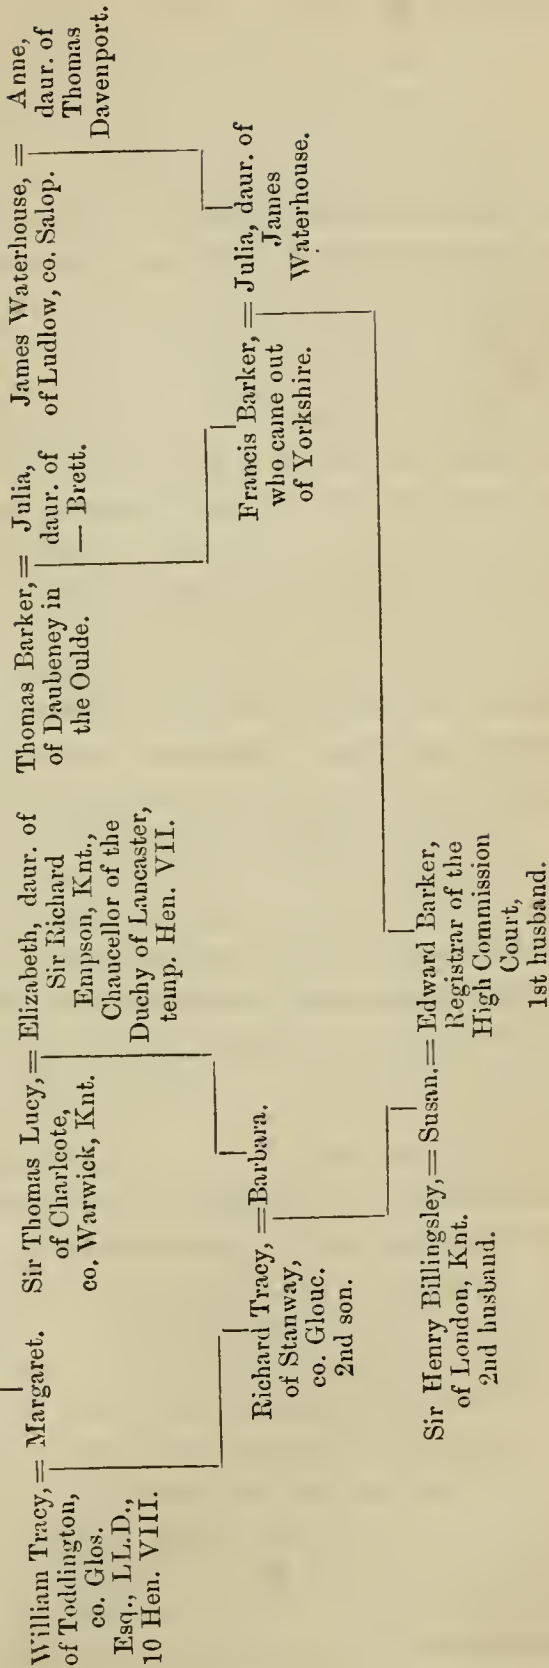 William Tracy, = Margaret.
of Toddington,
co. Glos.
Esq., LL.D.,
10 Hen. VIII.
Sir Thomas Lucy, = Elizabeth, daur. of
of Charlcote,
co. Warwick, Knt.
Sir Richard
Empson, Knt.,
Chancellor of the
Duchy of Lancaster,
temp. Hen. VII.
Thomas Barker, = Julia,
of Daubeney in
the Oulde.
daur. of
— Brett.
James Waterhouse, = Anne,
of Ludlow, co. Salop.
daur. of
Thomas
Davenport.
Richard Tracy, = Barbara.
of Stanway,
co. Glouc.
2nd son.
Francis Barker, = Julia, daur. of
who came out
of Yorkshire.
James
Waterhouse.
Sir Henry Billingsley, = Susan. = Edward Barker,
of London, Knt.
2nd husband.
Registrar of the
High Commission
Court,
1st husband.